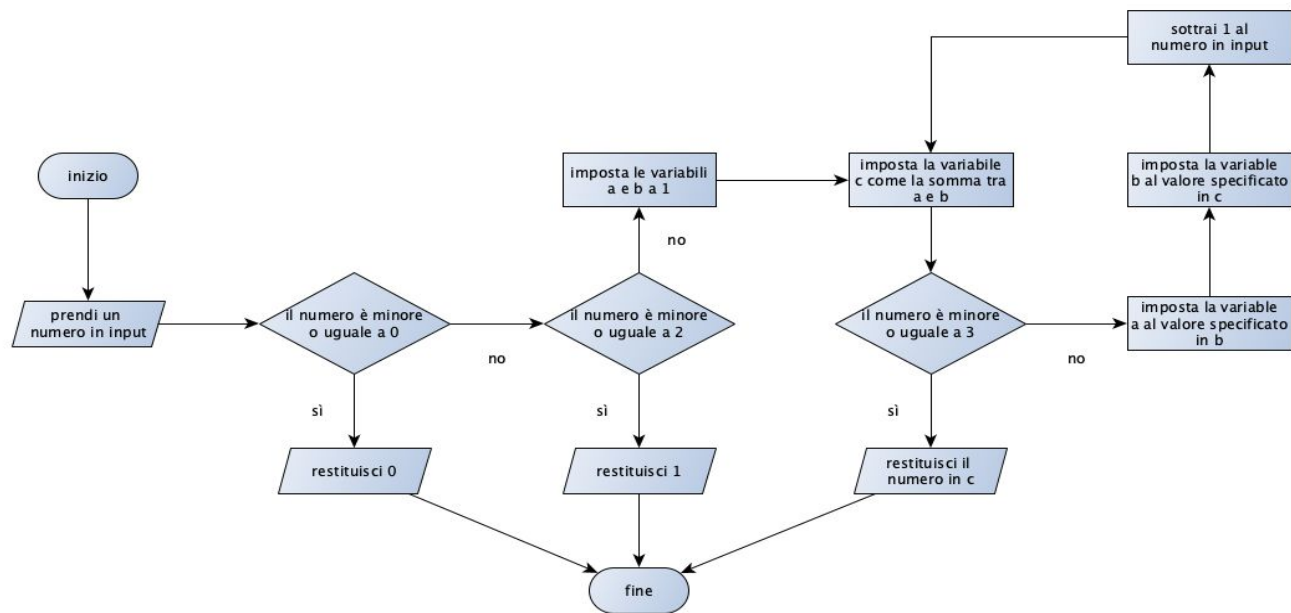 inizio
prendi un
numero in input
il numero è minore
o uguale a 0
sì
no
restituisci 0
il numero è minore
o uguale a 2
sì
no
restituisci 1
imposta le variabili
a e b a 1
imposta la variabile
c come la somma tra
a e b
il numero è minore
o uguale a 3
sì
no
restituisci il
numero in c
imposta la variable
a al valore specificato
in b
imposta la variable
b al valore specificato
in c
sottrai 1 al
numero in input
fine